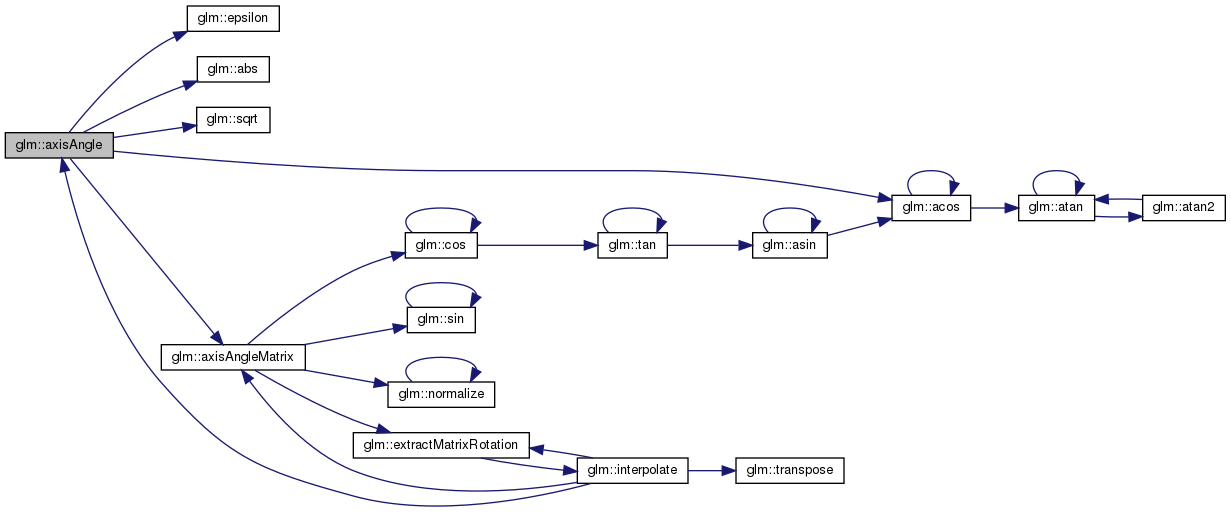 glm::epsilon
glm::abs
glm::sqrt
glm::axisAngle
glm::acos
glm::atan
glm::atan2
glm::cos
glm::tan
glm::asin
glm::sin
glm::axisAngleMatrix
glm::normalize
glm::extractMatrixRotation
glm::interpolate
glm::transpose